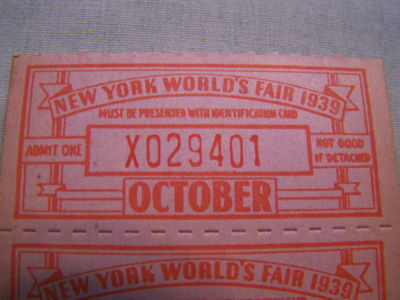 NEW YORK WORLD'S FAIR 1939
MUST BE PRESENTED WITH IDENTIFICATION CARD
ADMIT ONE
X029401
NOT GOOD
IF DETACHED
OCTOBER
NEW YORK WORLD'S FAIR 1939